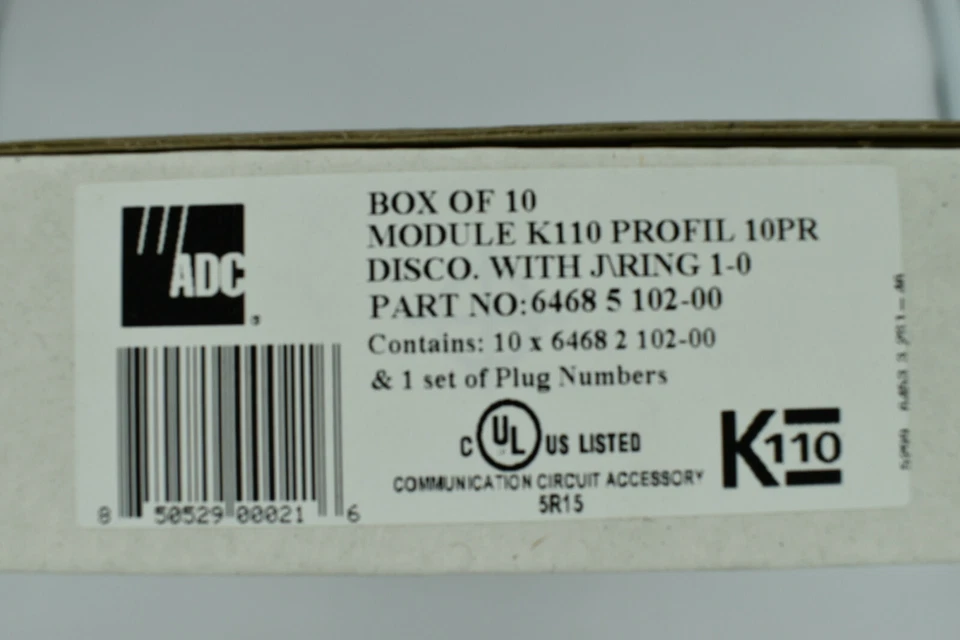 ADC
BOX OF 10
MODULE K110 PROFIL 10PR
DISCO. WITH J\RING 1-0
PART NO:6468 5 102-00
Contains: 10 x 6468 2 102-00
& 1 set of Plug Numbers
C UL US LISTED
COMMUNICATION CIRCUIT ACCESSORY
5R15
K110
8 50529 00021 6